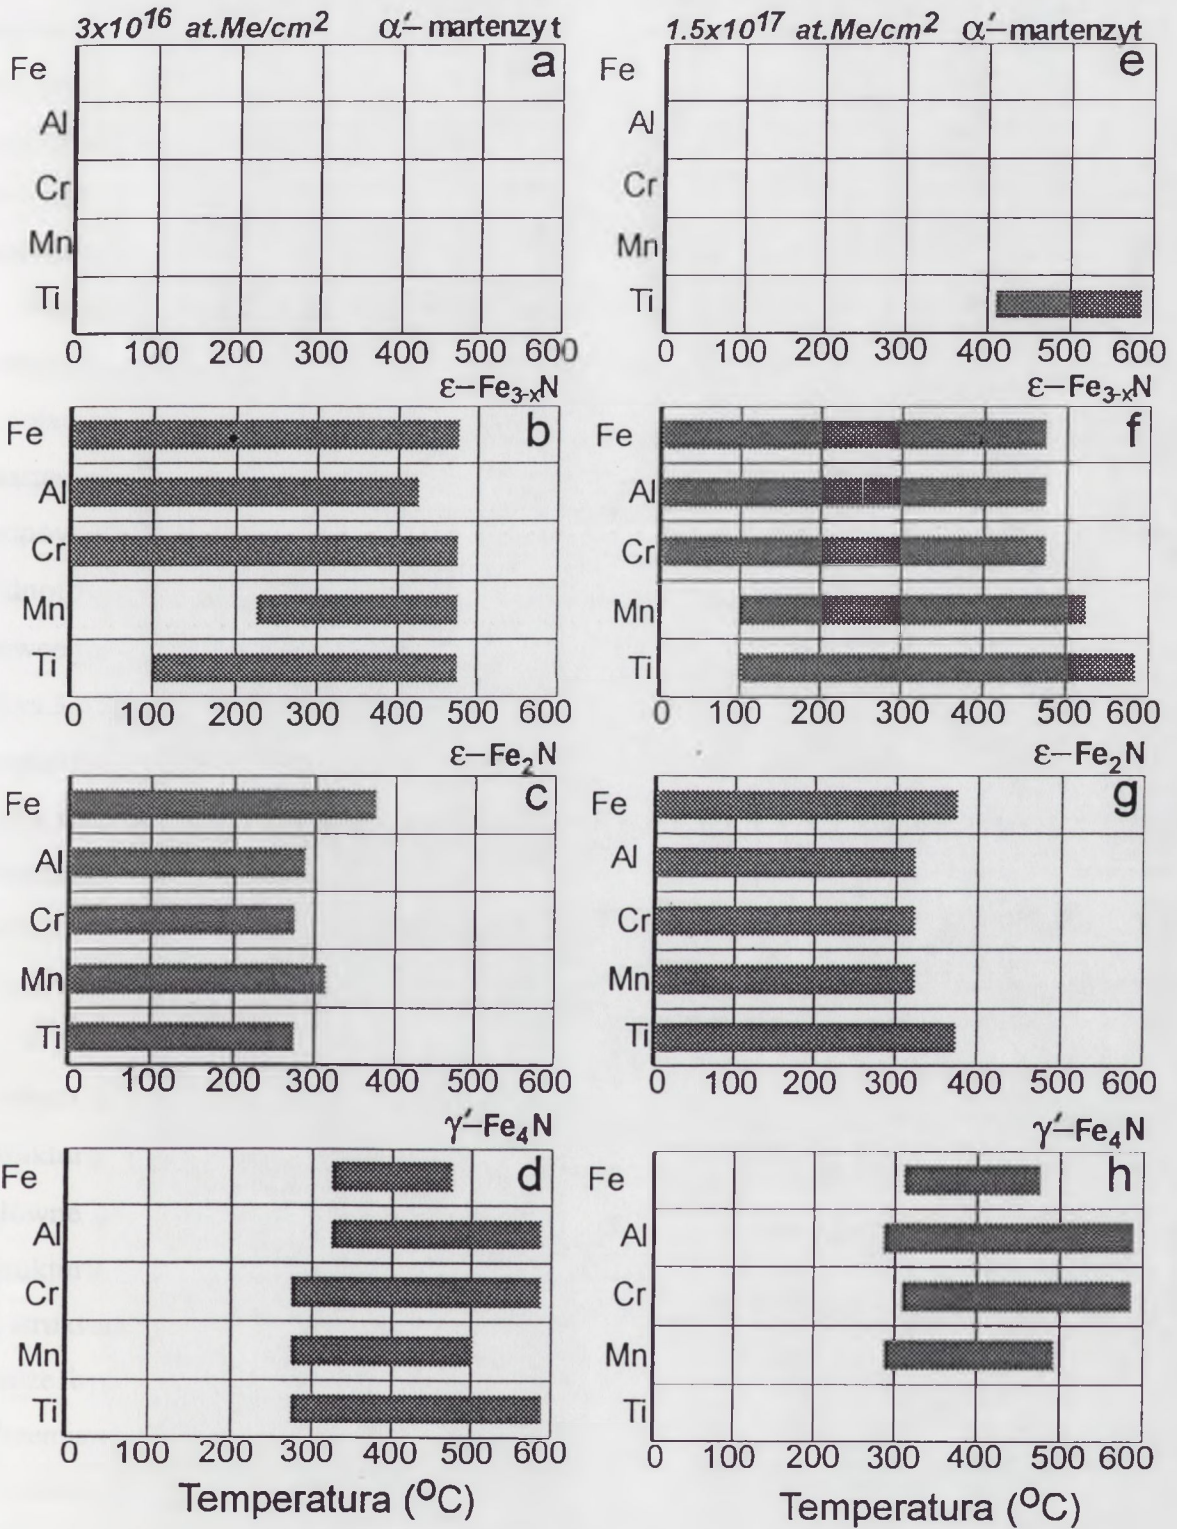 3x10^16 at.Me/cm2 α′– martenzyt
a
Fe
Al
Cr
Mn
Ti
0 100 200 300 400 500 600
ε–Fe3-xN
b
Fe
Al
Cr
Mn
Ti
0 100 200 300 400 500
ε–Fe2N
c
Fe
Al
Cr
Mn
Ti
0 100 200 300 400 500 600
γ′–Fe4N
d
Fe
Al
Cr
Mn
Ti
0 100 200 300 400 500 600
Temperatura (°C)
1.5x10^17 at.Me/cm2 α′– martenzyt
e
Fe
Al
Cr
Mn
Ti
0 100 200 300 400 500 600
ε–Fe3-xN
f
Fe
Al
Cr
Mn
Ti
0 100 200 300 400 500 600
ε–Fe2N
g
Fe
Al
Cr
Mn
Ti
0 100 200 300 400 500 600
γ′–Fe4N
h
Fe
Al
Cr
Mn
Ti
0 100 200 300 400 500 600
Temperatura (°C)